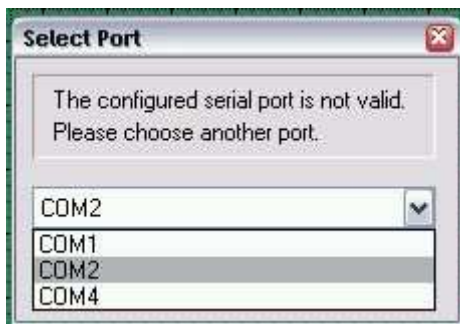 Select Port
The configured serial port is not valid.
Please choose another port.
COM2
COM1
COM2
COM4